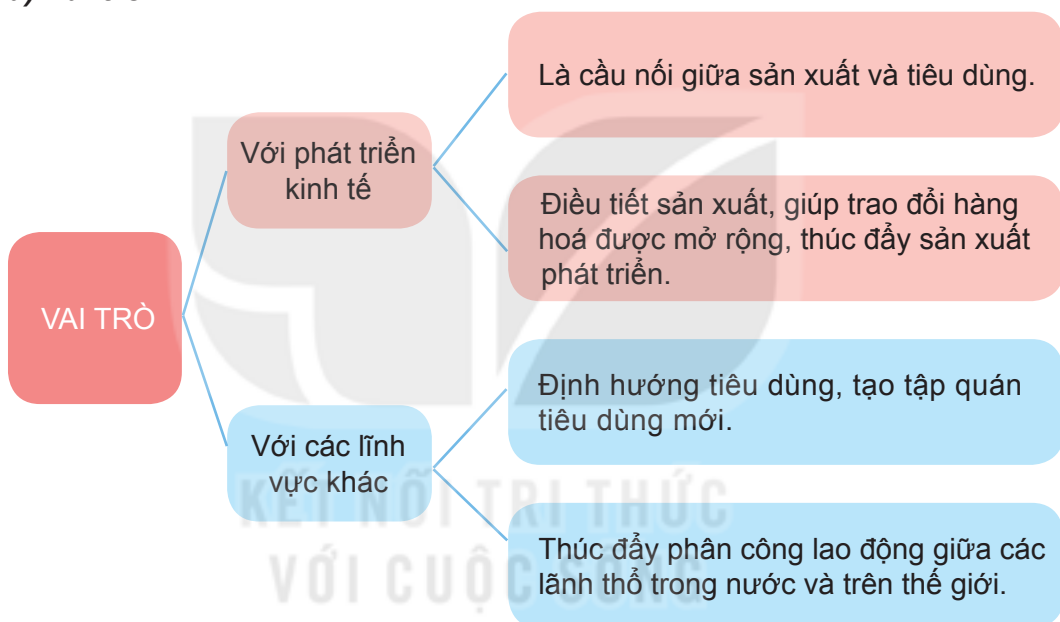 Là cầu nối giữa sản xuất và tiêu dùng.
Với phát triển
kinh tế
Điều tiết sản xuất, giúp trao đổi hàng
hoá được mở rộng, thúc đẩy sản xuất
phát triển.
VAI TRÒ
Định hướng tiêu dùng, tạo tập quán
tiêu dùng mới.
Với các lĩnh
vực khác
Thúc đẩy phân công lao động giữa các
lãnh thổ trong nước và trên thế giới.
KẾT NỐI TRI THỨC
VỚI CUỘC SỐNG